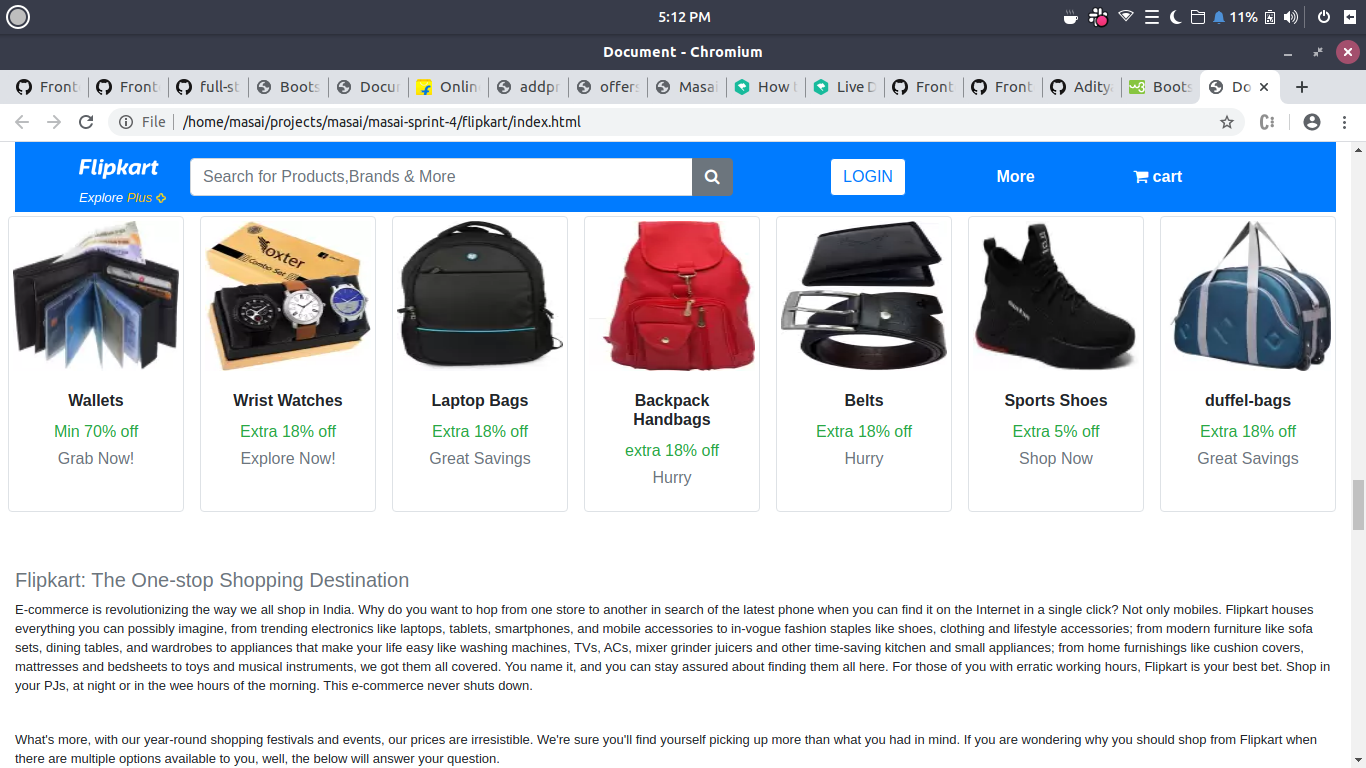 5:12 PM
11%
Document - Chromium
Front
Front
full-st
Boots
Docu
Onlin
addp
offers
Masai
How t
Live D
Front
Front
Adity
Boots
Do
File
/home/masai/projects/masai/masai-sprint-4/flipkart/index.html
Flipkart
Explore Plus
Search for Products,Brands & More
LOGIN
More
cart
oxter
Combo Set
Wallets
Min 70% off
Grab Now!
Wrist Watches
Extra 18% off
Explore Now!
Laptop Bags
Extra 18% off
Great Savings
Backpack
Handbags
extra 18% off
Hurry
Belts
Extra 18% off
Hurry
Sports Shoes
Extra 5% off
Shop Now
duffel-bags
Extra 18% off
Great Savings
Flipkart: The One-stop Shopping Destination
E-commerce is revolutionizing the way we all shop in India. Why do you want to hop from one store to another in search of the latest phone when you can find it on the Internet in a single click? Not only mobiles. Flipkart houses
everything you can possibly imagine, from trending electronics like laptops, tablets, smartphones, and mobile accessories to in-vogue fashion staples like shoes, clothing and lifestyle accessories; from modern furniture like sofa
sets, dining tables, and wardrobes to appliances that make your life easy like washing machines, TVs, ACs, mixer grinder juicers and other time-saving kitchen and small appliances; from home furnishings like cushion covers,
mattresses and bedsheets to toys and musical instruments, we got them all covered. You name it, and you can stay assured about finding them all here. For those of you with erratic working hours, Flipkart is your best bet. Shop in
your PJs, at night or in the wee hours of the morning. This e-commerce never shuts down.
What's more, with our year-round shopping festivals and events, our prices are irresistible. We're sure you'll find yourself picking up more than what you had in mind. If you are wondering why you should shop from Flipkart when
there are multiple options available to you, well, the below will answer your question.